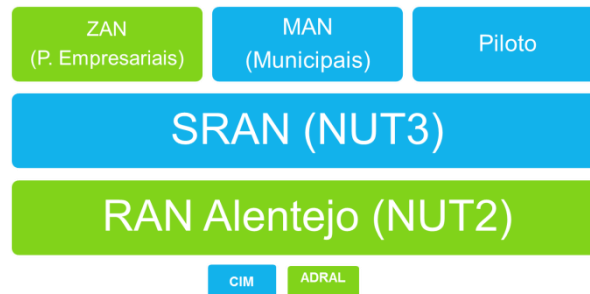 ZAN
(P. Empresariais)
MAN
(Municipais)
Piloto
SRAN (NUT3)
RAN Alentejo (NUT2)
CIM
ADRAL